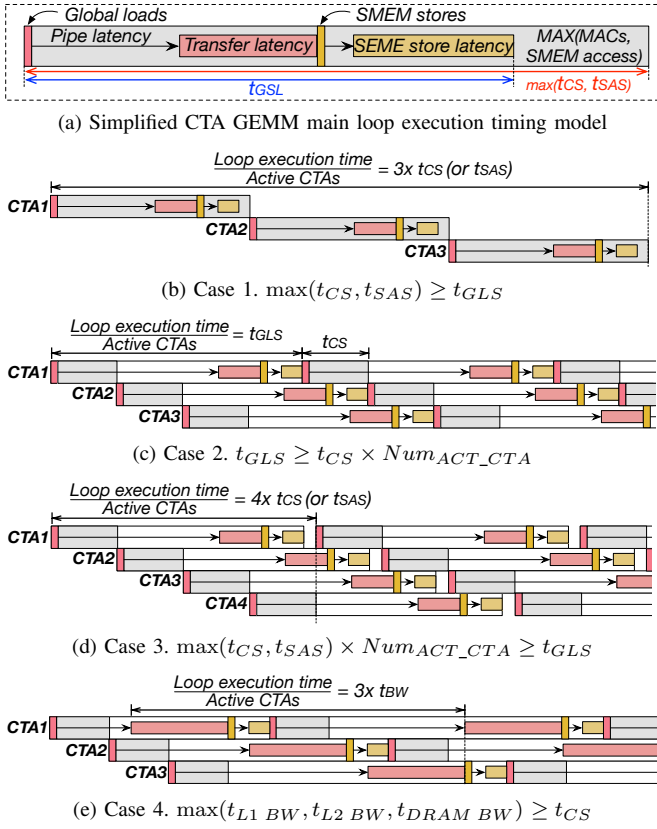 Global loads
SMEM stores
Pipe latency
Transfer latency
SEME store latency
MAX(MACs,
SMEM access)
tGSL
max(tCS, tSAS)
(a) Simplified CTA GEMM main loop execution timing model
Loop execution time
Active CTAs
= 3x tCS (or tSAS)
CTA1
CTA2
CTA3
(b) Case 1. max(tCS, tSAS) ≥ tGLS
Loop execution time
Active CTAs
= tGLS
tCS
CTA1
CTA2
CTA3
(c) Case 2. tGLS ≥ tCS × NumACT_CTA
Loop execution time
Active CTAs
= 4x tCS (or tSAS)
CTA1
CTA2
CTA3
CTA4
(d) Case 3. max(tCS, tSAS) × NumACT_CTA ≥ tGLS
Loop execution time
Active CTAs
= 3x tBW
CTA1
CTA2
CTA3
(e) Case 4. max(tL1 BW, tL2 BW, tDRAM BW) ≥ tCS